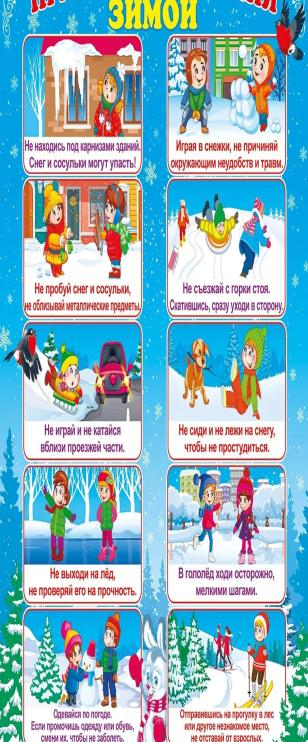 ЗИМОЙ
Не находись под карнизами зданий.
Снег и сосульки могут упасть!
Играя в снежки, не причиняй
окружающим неудобств и травм.
Не пробуй снег и сосульки,
не облизывай металлические предметы.
Не съезжай с горки стоя.
Скатившись, сразу уходи в сторону.
Не играй и не катайся
вблизи проезжей части.
Не сиди и не лежи на снегу,
чтобы не простудиться.
Не выходи на лёд,
не проверяй его на прочность.
В гололёд ходи осторожно,
мелкими шагами.
Одевайся по погоде.
Если промочишь одежду или обувь,
смени их, чтобы не заболеть.
Отправившись на прогулку в лес
или другое незнакомое место,
не отставай от взрослых.